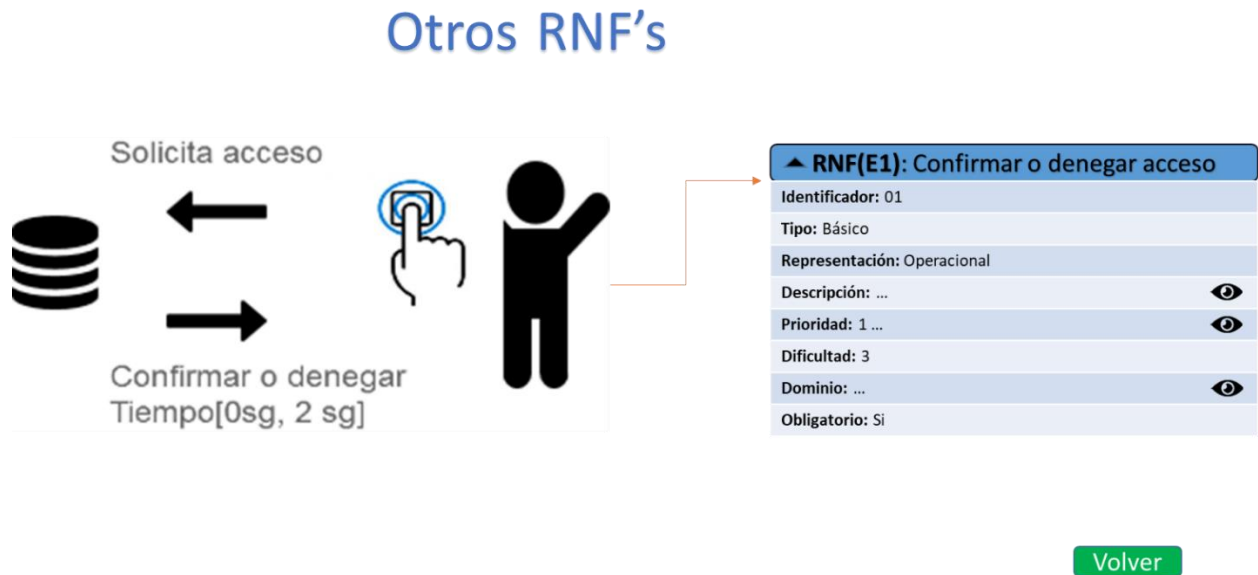 Otros RNF's
Solicita acceso
Confirmar o denegar
Tiempo[0sg, 2 sg]
RNF(E1): Confirmar o denegar acceso
Identificador: 01
Tipo: Básico
Representación: Operacional
Descripción: ...
Prioridad: 1 ...
Dificultad: 3
Dominio: ...
Obligatorio: Si
Volver